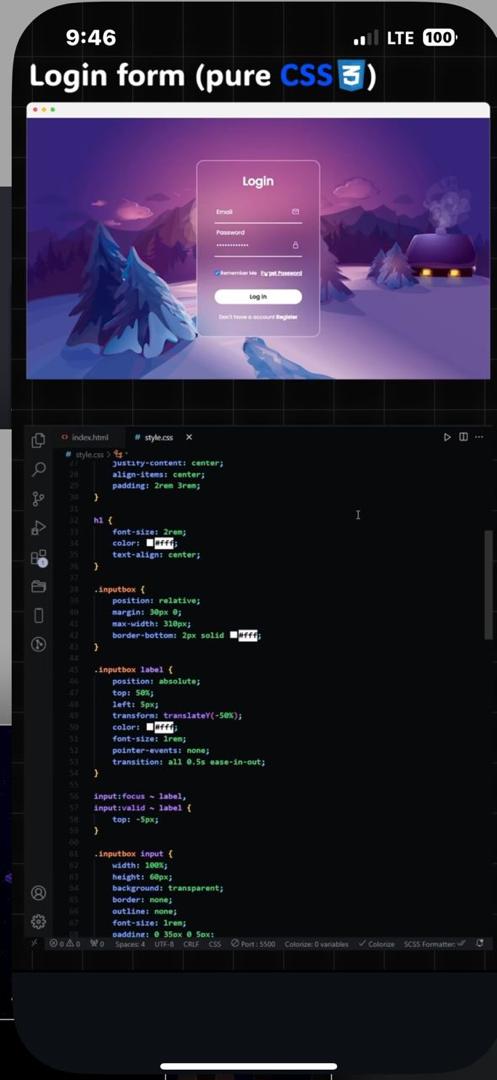 9:46
LTE 100
Login form (pure CSS 3)
Login
Email
Password
Remember Me Forget Password
Log in
Don't have a account Register
index.html
# style.css
# style.css > *
27 justify-content: center;
28 align-items: center;
29 padding: 2rem 3rem;
30 }
31
32 h1 {
33 font-size: 2rem;
34 color: #fff;
35 text-align: center;
36 }
37
38 .inputbox {
39 position: relative;
40 margin: 30px 0;
41 max-width: 310px;
42 border-bottom: 2px solid #fff;
43 }
44
45 .inputbox label {
46 position: absolute;
47 top: 50%;
48 left: 5px;
49 transform: translateY(-50%);
50 color: #fff;
51 font-size: 1rem;
52 pointer-events: none;
53 transition: all 0.5s ease-in-out;
54 }
55
56 input:focus ~ label,
57 input:valid ~ label {
58 top: -5px;
59 }
60
61 .inputbox input {
62 width: 100%;
63 height: 60px;
64 background: transparent;
65 border: none;
66 outline: none;
67 font-size: 1rem;
68 padding: 0 35px 0 5px;
1
0 0 0 Spaces: 4 UTF-8 CRLF CSS Port : 5500 Colorize: 0 variables Colorize SCSS Formatter: